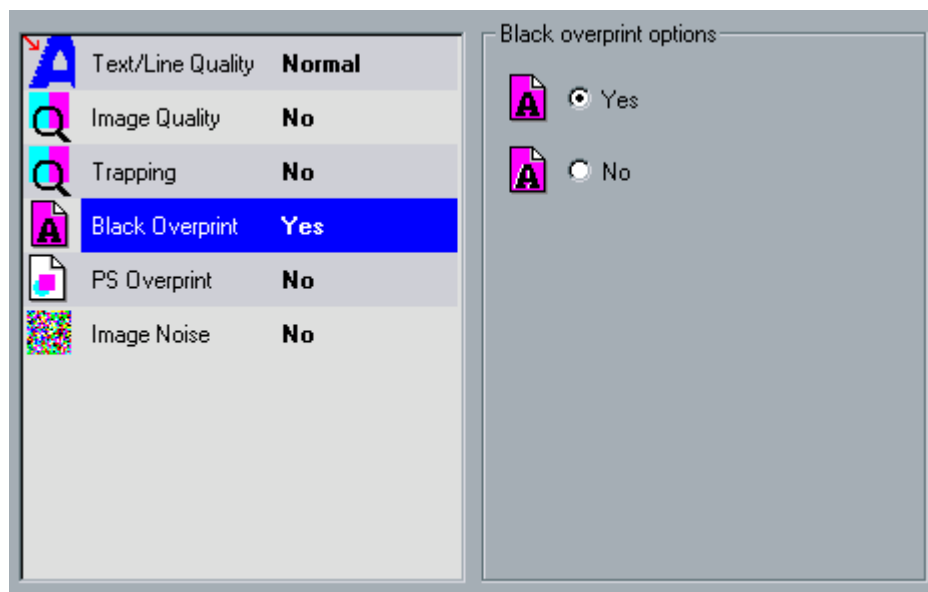 Text/Line Quality Normal
Image Quality No
Trapping No
Black Overprint Yes
PS Overprint No
Image Noise No
Black overprint options
Yes
No